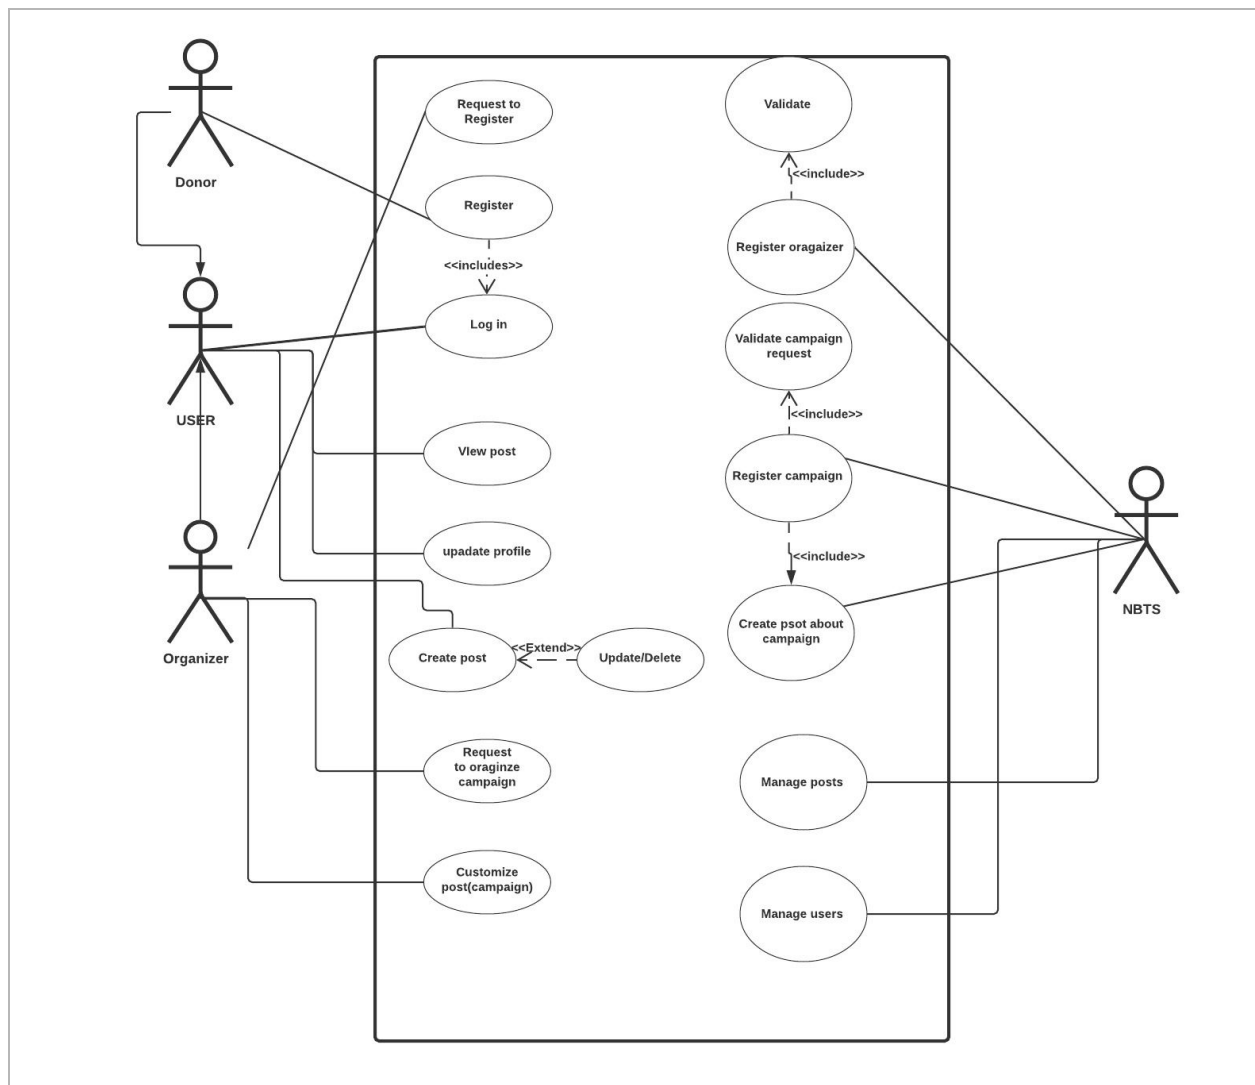 Donor
USER
Organizer
Request to
Register
Register
<<includes>>
Log in
VIew post
upadate profile
Create post
<<Extend>>
Update/Delete
Request
to oraginze
campaign
Customize
post(campaign)
Validate
<<include>>
Register oragaizer
Validate campaign
request
<<include>>
Register campaign
<<include>>
Create psot about
campaign
Manage posts
Manage users
NBTS